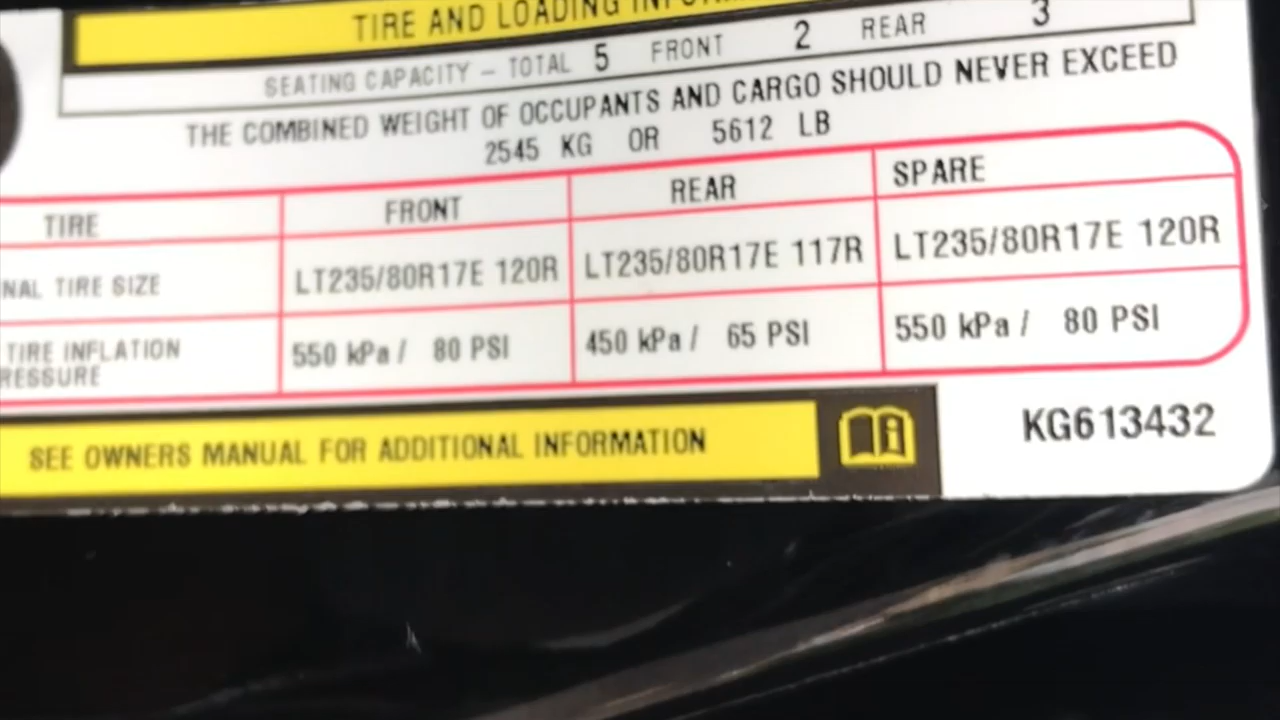 TIRE AND LOADING
SEATING CAPACITY – TOTAL 5 FRONT 2 REAR 3
THE COMBINED WEIGHT OF OCCUPANTS AND CARGO SHOULD NEVER EXCEED
2545 KG OR 5612 LB
TIRE FRONT REAR SPARE
NAL TIRE SIZE LT235/80R17E 120R LT235/80R17E 117R LT235/80R17E 120R
TIRE INFLATION
RESSURE 550 kPa / 80 PSI 450 kPa / 65 PSI 550 kPa / 80 PSI
SEE OWNERS MANUAL FOR ADDITIONAL INFORMATION
KG613432